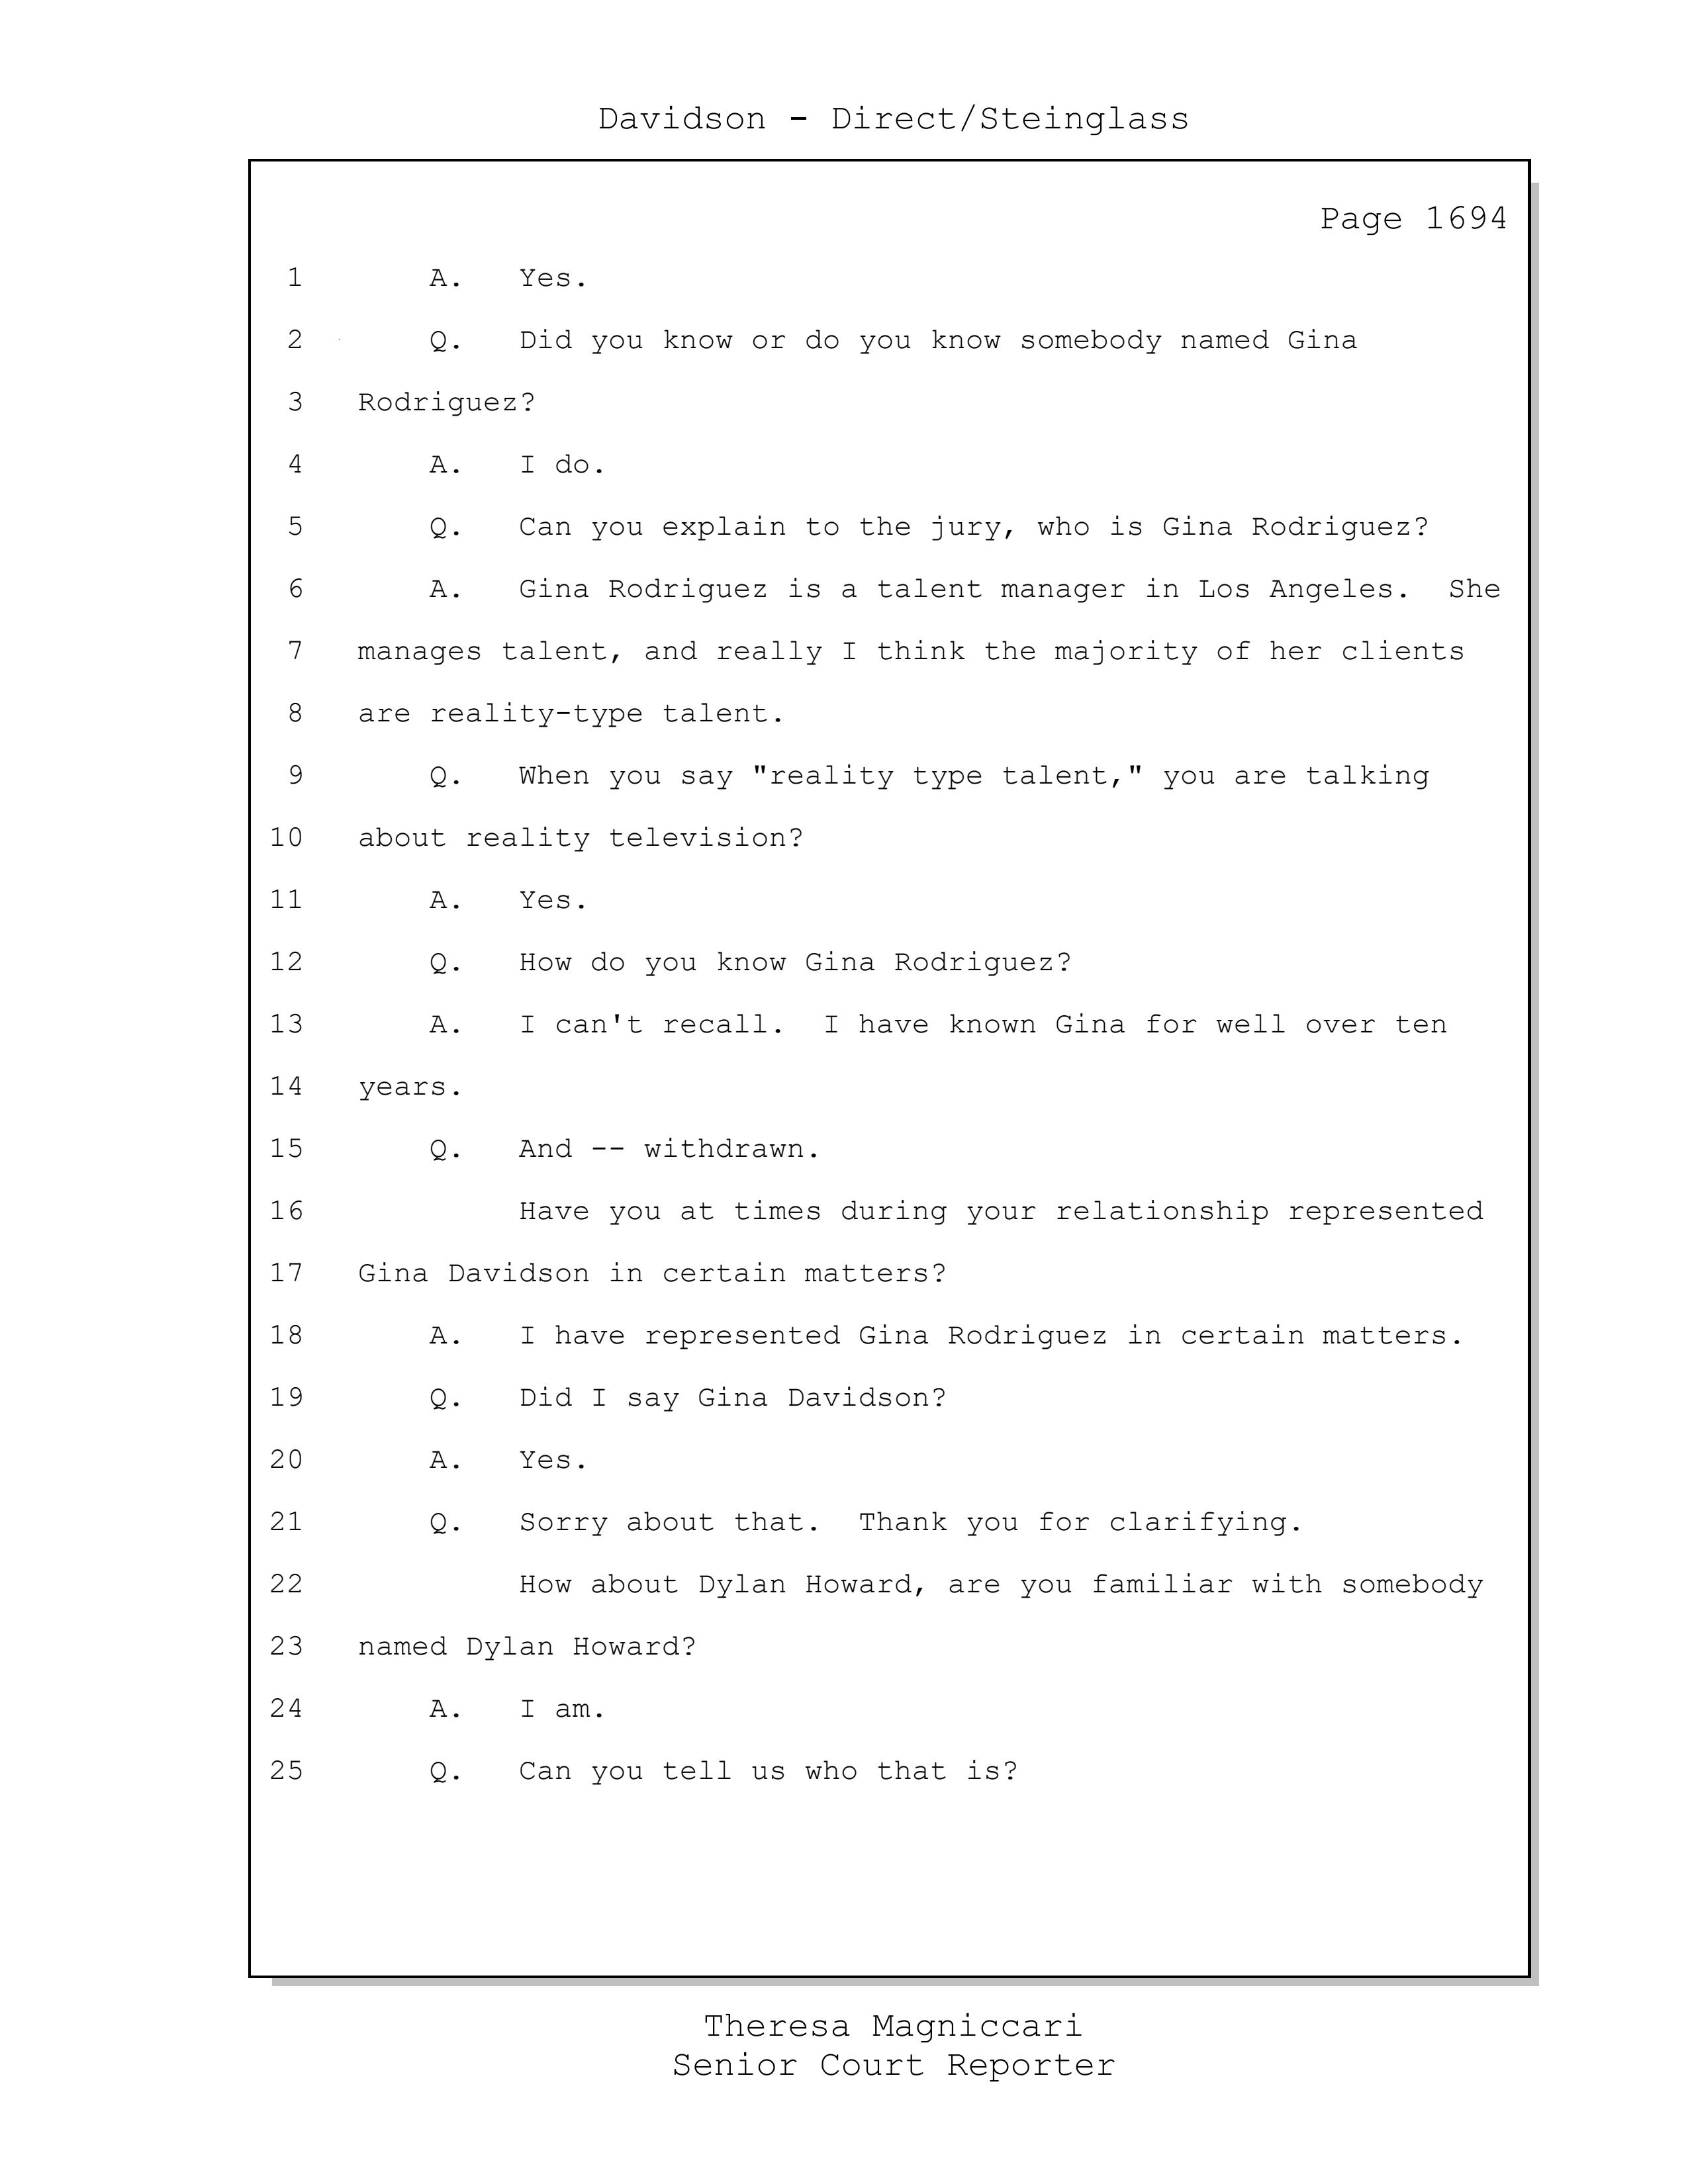 Davidson - Direct/Steinglass
Page 1694
1 A. Yes.
2 Q. Did you know or do you know somebody named Gina
3 Rodriguez?
4 A. I do.
5 Q. Can you explain to the jury, who is Gina Rodriguez?
6 A. Gina Rodriguez is a talent manager in Los Angeles. She
7 manages talent, and really I think the majority of her clients
8 are reality-type talent.
9 Q. When you say "reality type talent," you are talking
10 about reality television?
11 A. Yes.
12 Q. How do you know Gina Rodriguez?
13 A. I can't recall. I have known Gina for well over ten
14 years.
15 Q. And -- withdrawn.
16 Have you at times during your relationship represented
17 Gina Davidson in certain matters?
18 A. I have represented Gina Rodriguez in certain matters.
19 Q. Did I say Gina Davidson?
20 A. Yes.
21 Q. Sorry about that. Thank you for clarifying.
22 How about Dylan Howard, are you familiar with somebody
23 named Dylan Howard?
24 A. I am.
25 Q. Can you tell us who that is?
Theresa Magniccari
Senior Court Reporter